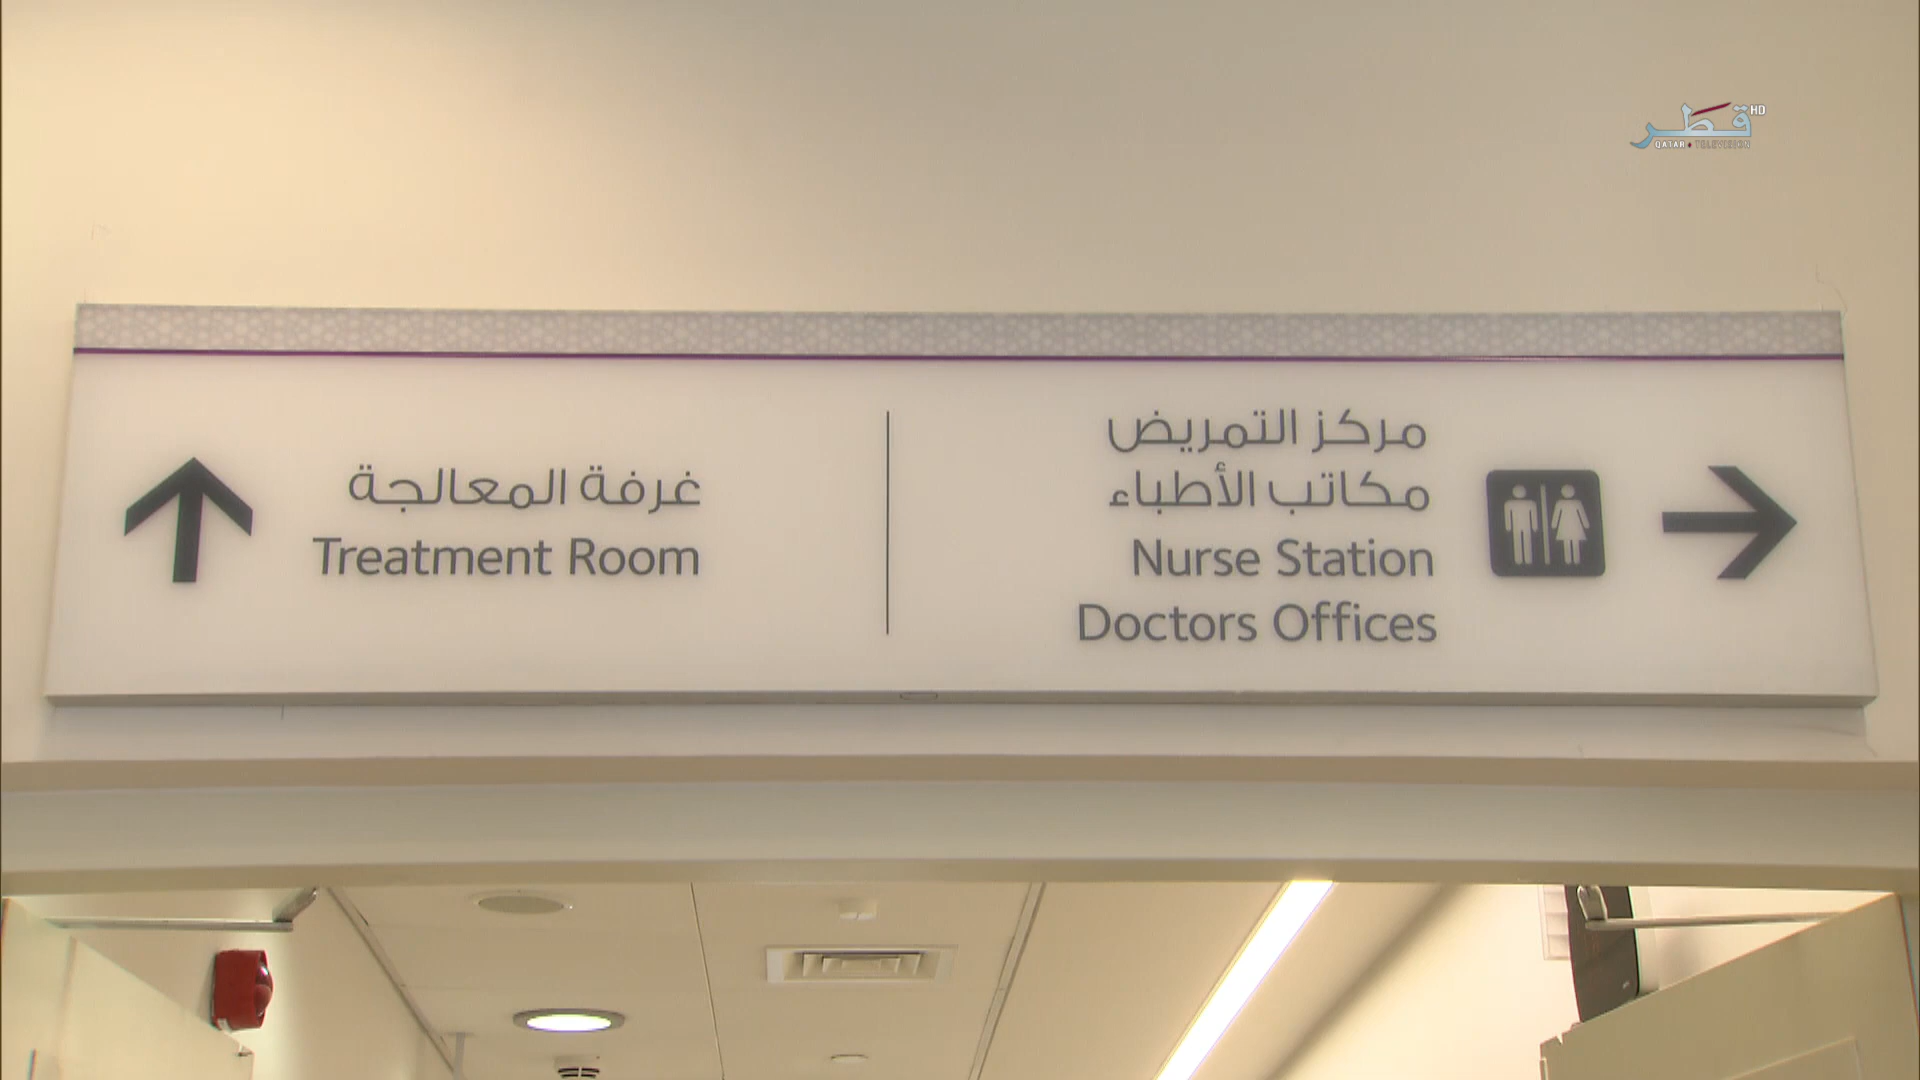 قطر HD
QATAR TELEVISION
غرفة المعالجة
Treatment Room
مركز التمريض
مكاتب الأطباء
Nurse Station
Doctors Offices